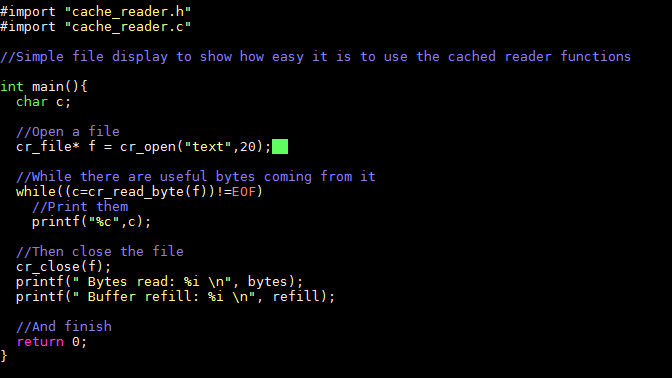 #import "cache_reader.h"
#import "cache_reader.c"
//Simple file display to show how easy it is to use the cached reader functions
int main(){
char c;
//Open a file
cr_file* f = cr_open("text",20);
//While there are useful bytes coming from it
while((c=cr_read_byte(f))!=EOF)
//Print them
printf("%c",c);
//Then close the file
cr_close(f);
printf(" Bytes read: %i \n", bytes);
printf(" Buffer refill: %i \n", refill);
//And finish
return 0;
}